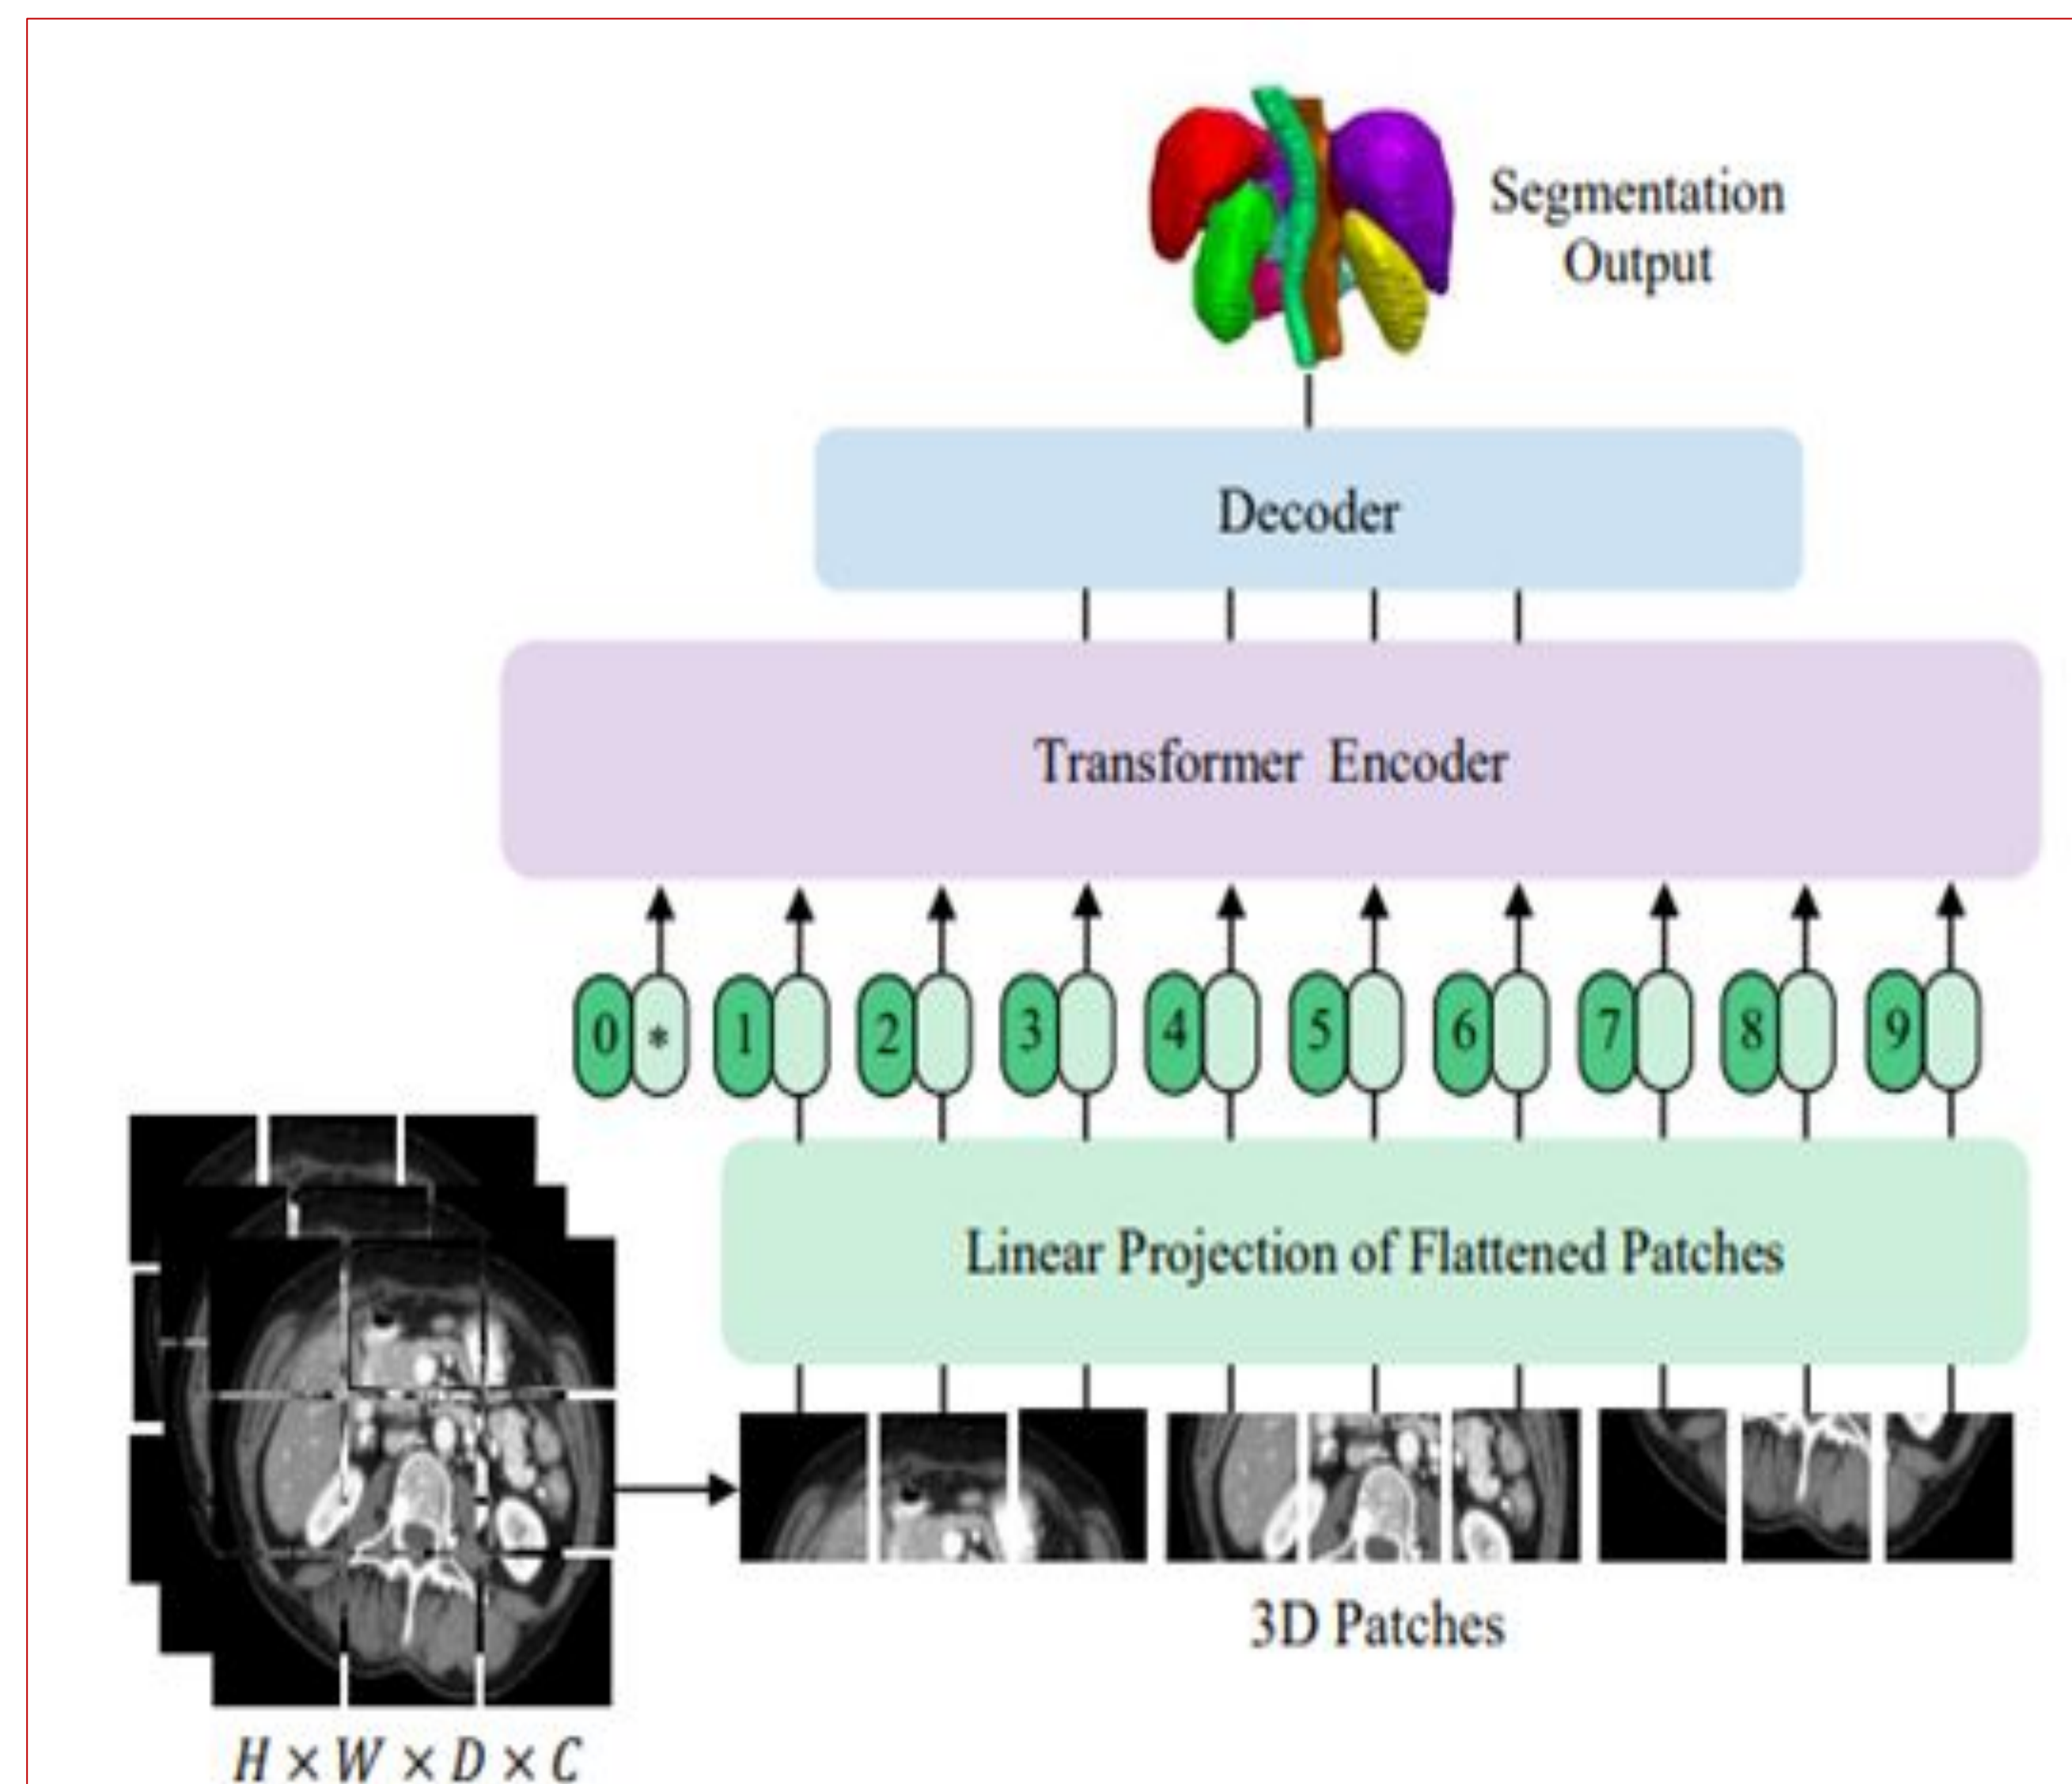 Segmentation
Output
Decoder
Transformer Encoder
0 * 1 2 3 4 5 6 7 8 9
Linear Projection of Flattened Patches
3D Patches
H × W × D × C